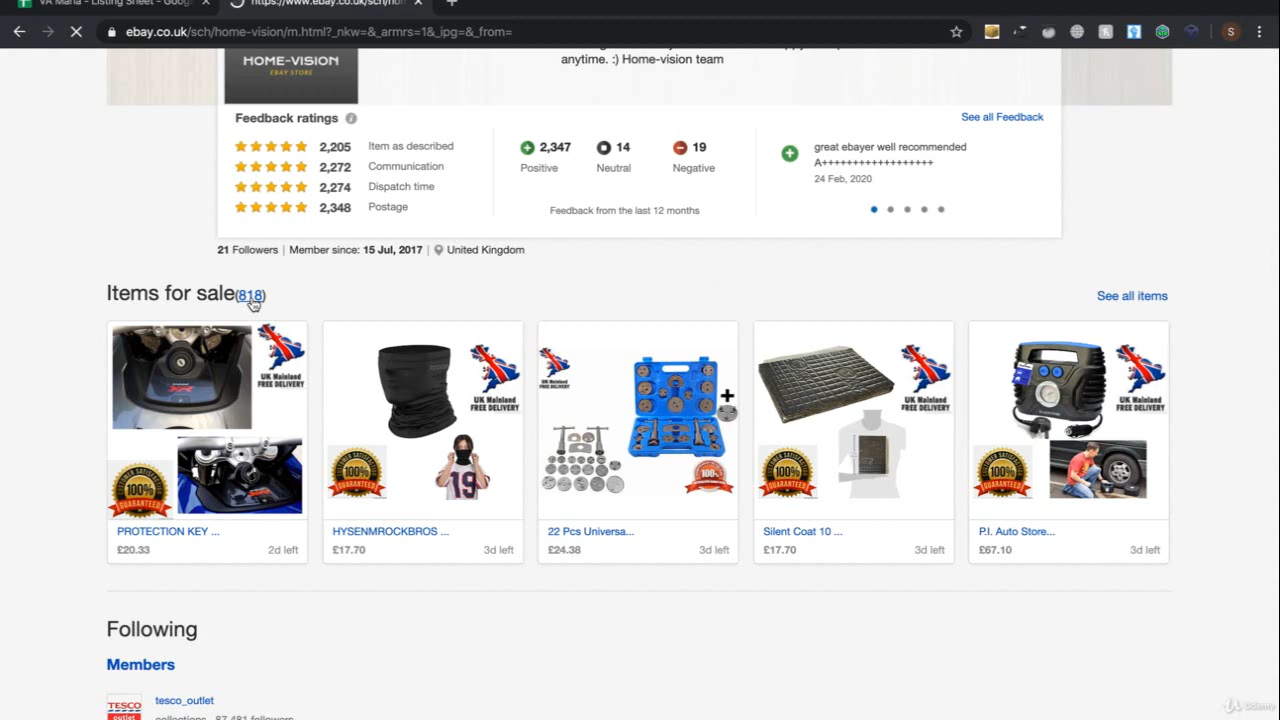 VA Maria - Listing Sheet - Goog
https://www.ebay.co.uk/sch/hom
ebay.co.uk/sch/home-vision/m.html?_nkw=&_armrs=1&_ipg=&_from=
S
HOME-VISION
EBAY STORE
anytime. :) Home-vision team
Feedback ratings
See all Feedback
2,205 Item as described
2,272 Communication
2,274 Dispatch time
2,348 Postage
2,347 14 19
Positive Neutral Negative
Feedback from the last 12 months
great ebayer well recommended
A++++++++++++++++++
24 Feb, 2020
21 Followers | Member since: 15 Jul, 2017 | United Kingdom
Items for sale(818)
See all items
UK Mainland
FREE DELIVERY
100%
GUARANTEED
PROTECTION KEY ...
£20.33 2d left
UK Mainland
FREE DELIVERY
100%
GUARANTEED
19
HYSENMROCKBROS ...
£17.70 3d left
UK Mainland
FREE DELIVERY
100%
22 Pcs Universa...
£24.38 3d left
UK Mainland
FREE DELIVERY
100%
GUARANTEED
Silent Coat 10 ...
£17.70 3d left
UK Mainland
FREE DELIVERY
100%
GUARANTEED
P.I. Auto Store...
£67.10 3d left
Following
Members
TESCO
outlet
tesco_outlet
collections 87,481 followers
Udemy